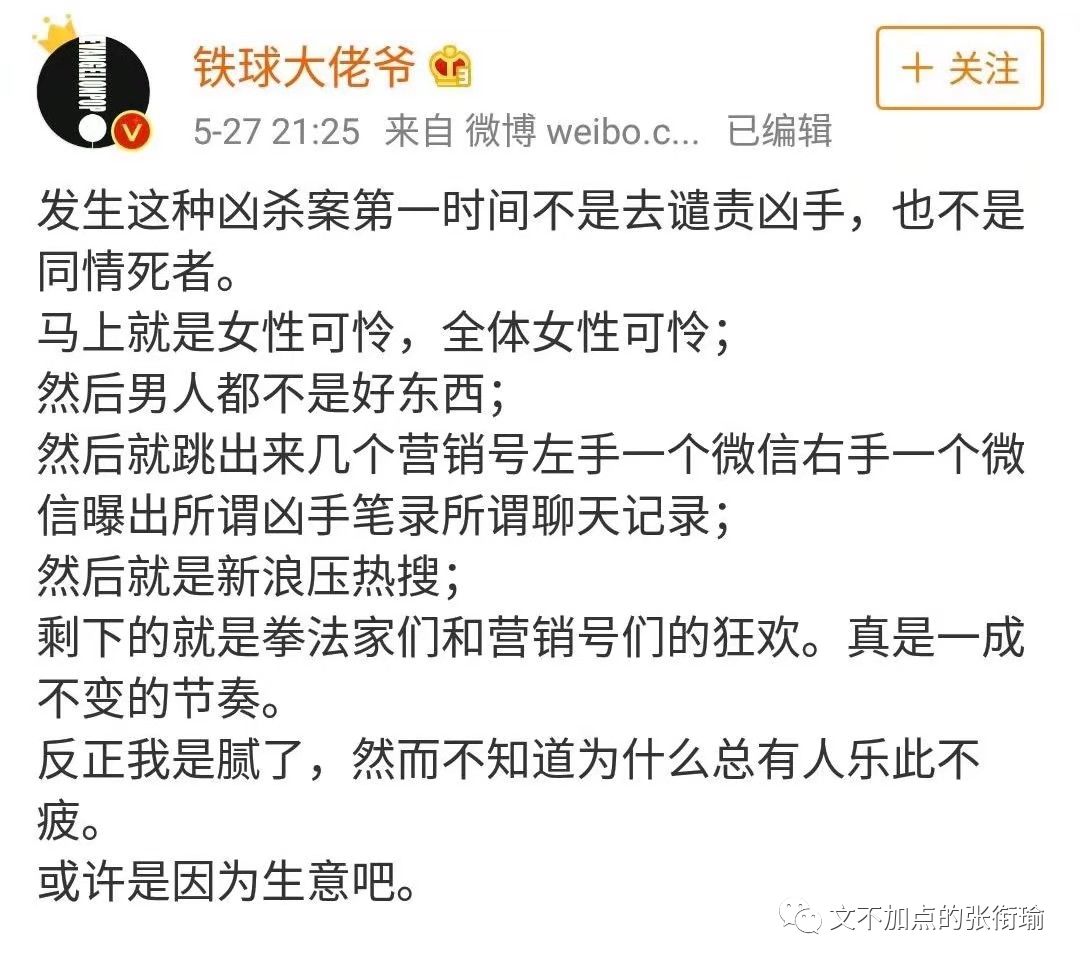 EVANGELIONPOP
铁球大佬爷
+ 关注
5-27 21:25 来自 微博 weibo.c... 已编辑
发生这种凶杀案第一时间不是去谴责凶手，也不是
同情死者。
马上就是女性可怜，全体女性可怜；
然后男人都不是好东西；
然后就跳出来几个营销号左手一个微信右手一个微
信曝出所谓凶手笔录所谓聊天记录；
然后就是新浪压热搜；
剩下的就是拳法家们和营销号们的狂欢。真是一成
不变的节奏。
反正我是腻了，然而不知道为什么总有人乐此不
疲。
或许是因为生意吧。
文不加点的张衔瑜